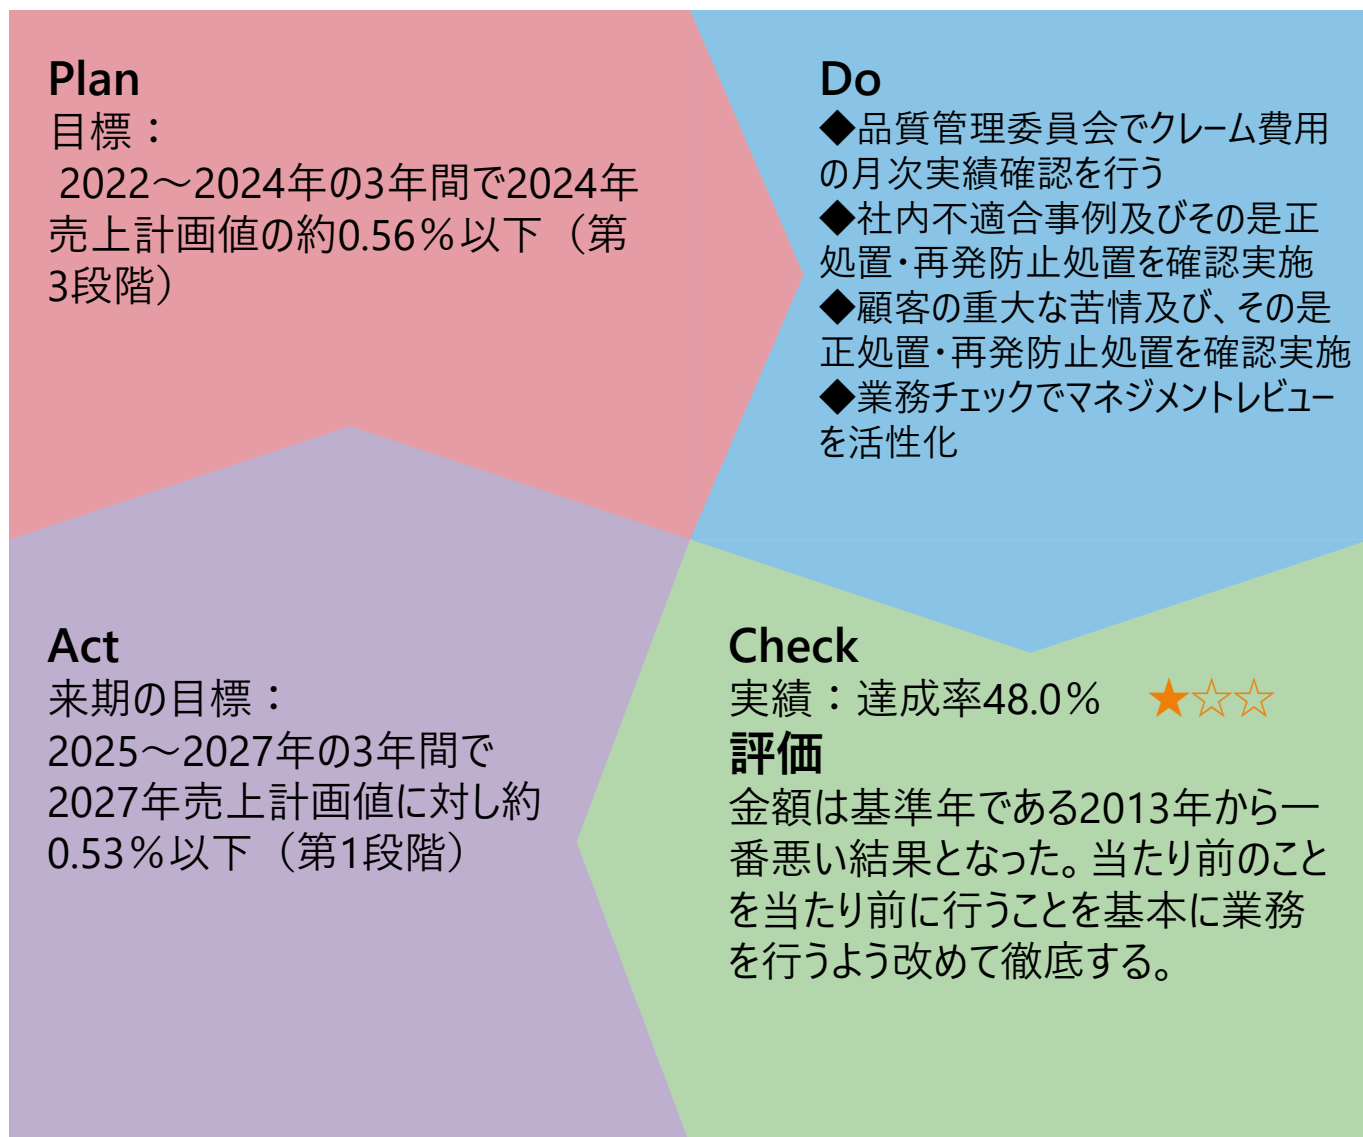 Plan
目標：
2022～2024年の3年間で2024年
売上計画値の約0.56％以下（第
3段階）
Do
◆品質管理委員会でクレーム費用
の月次実績確認を行う
◆社内不適合事例及びその是正
処置・再発防止処置を確認実施
◆顧客の重大な苦情及び、その是
正処置・再発防止処置を確認実施
◆業務チェックでマネジメントレビュー
を活性化
Act
来期の目標：
2025～2027年の3年間で
2027年売上計画値に対し約
0.53％以下（第1段階）
Check
実績：達成率48.0％　★☆☆
評価
金額は基準年である2013年から一
番悪い結果となった。当たり前のこと
を当たり前に行うことを基本に業務
を行うよう改めて徹底する。